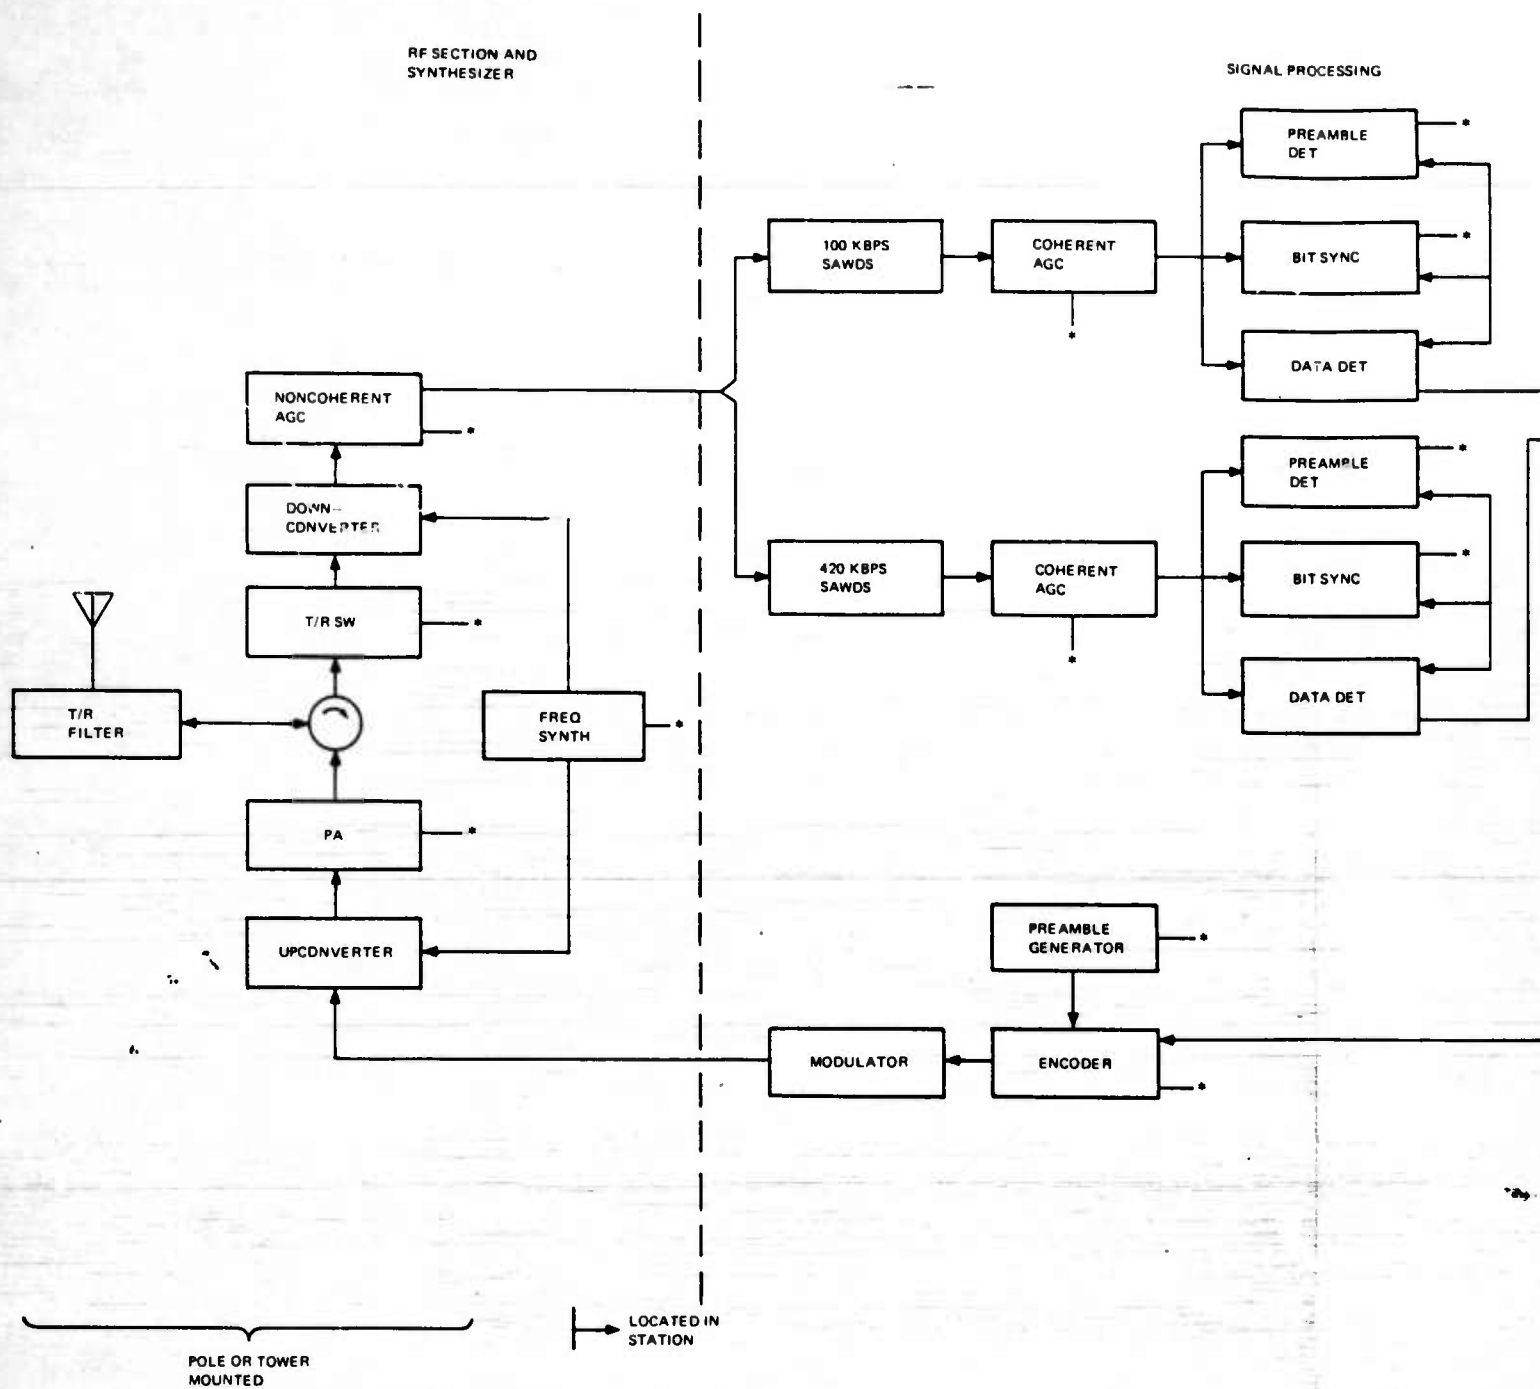 RF SECTION AND
SYNTHESIZER
SIGNAL PROCESSING
PREAMBLE
DET
*
100 KBPS
SAWDS
COHERENT
AGC
*
BIT SYNC
*
DATA DET
NONCOHERENT
AGC
*
PREAMBLE
DET
*
DOWN-
CONVERTER
420 KBPS
SAWDS
COHERENT
AGC
*
BIT SYNC
*
T/R SW
*
DATA DET
T/R
FILTER
FREQ
SYNTH
*
PA
*
UPCONVERTER
PREAMBLE
GENERATOR
*
MODULATOR
ENCODER
*
LOCATED IN
STATION
POLE OR TOWER
MOUNTED